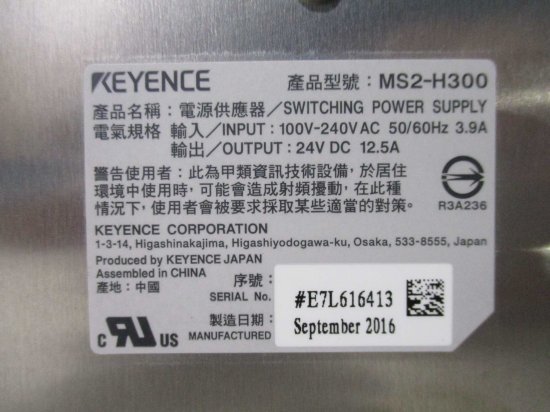 KEYENCE 產品型號：MS2-H300
產品名稱：電源供應器／SWITCHING POWER SUPPLY
電氣規格 輸入／INPUT : 100V-240V AC 50/60Hz 3.9A
輸出／OUTPUT : 24V DC 12.5A
警告使用者：此為甲類資訊技術設備，於居住
環境中使用時，可能會造成射頻擾動，在此種
情況下，使用者會被要求採取某些適當的對策。
R3A236
KEYENCE CORPORATION
1-3-14, Higashinakajima, Higashiyodogawa-ku, Osaka, 533-8555, Japan
Produced by KEYENCE JAPAN
Assembled in CHINA
產地：中國
序號：
SERIAL No.
#E7L616413
製造日期：
MANUFACTURED
September 2016
C RU US